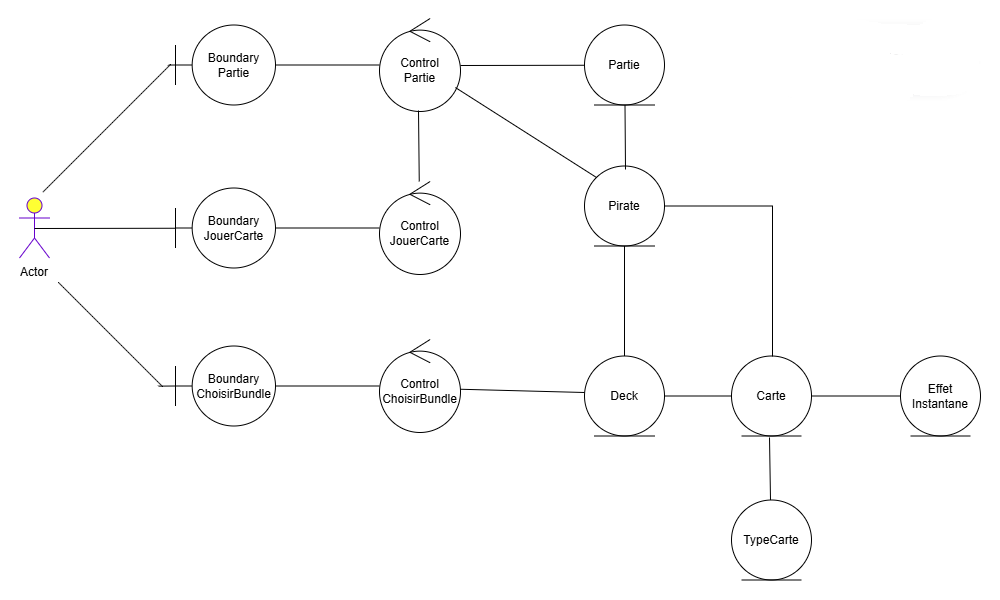 Boundary
Partie
Control
Partie
Partie
Boundary
JouerCarte
Control
JouerCarte
Pirate
Actor
Boundary
ChoisirBundle
Control
ChoisirBundle
Deck
Carte
Effet
Instantane
TypeCarte